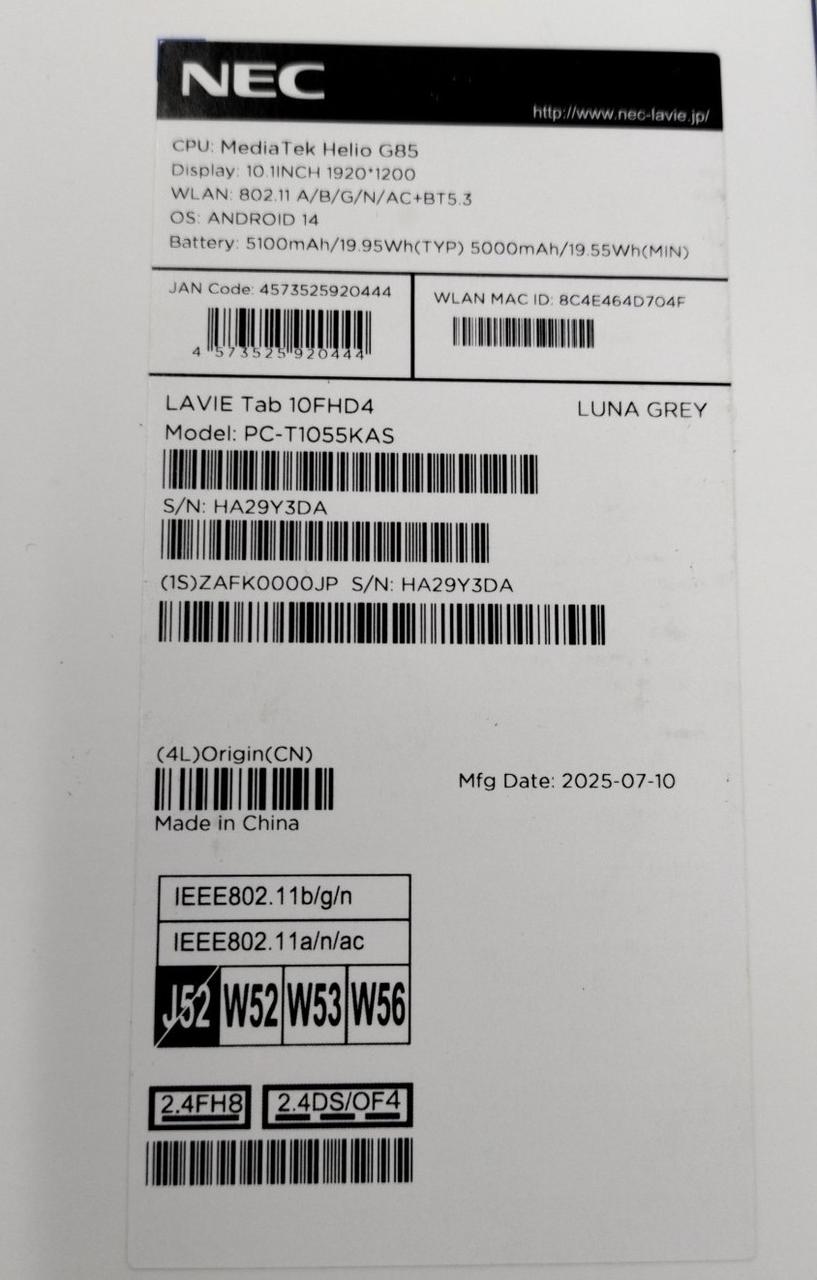 NEC
http://www.nec-lavie.jp/
CPU: MediaTek Helio G85
Display: 10.1INCH 1920*1200
WLAN: 802.11 A/B/G/N/AC+BT5.3
OS: ANDROID 14
Battery: 5100mAh/19.95Wh(TYP) 5000mAh/19.55Wh(MIN)
JAN Code: 4573525920444
4 573525 920444
WLAN MAC ID: 8C4E464D704F
LAVIE Tab 10FHD4
LUNA GREY
Model: PC-T1055KAS
S/N: HA29Y3DA
(1S)ZAFK0000JP S/N: HA29Y3DA
(4L)Origin(CN)
Mfg Date: 2025-07-10
Made in China
IEEE802.11b/g/n
IEEE802.11a/n/ac
J52 W52 W53 W56
2.4FH8 2.4DS/OF4